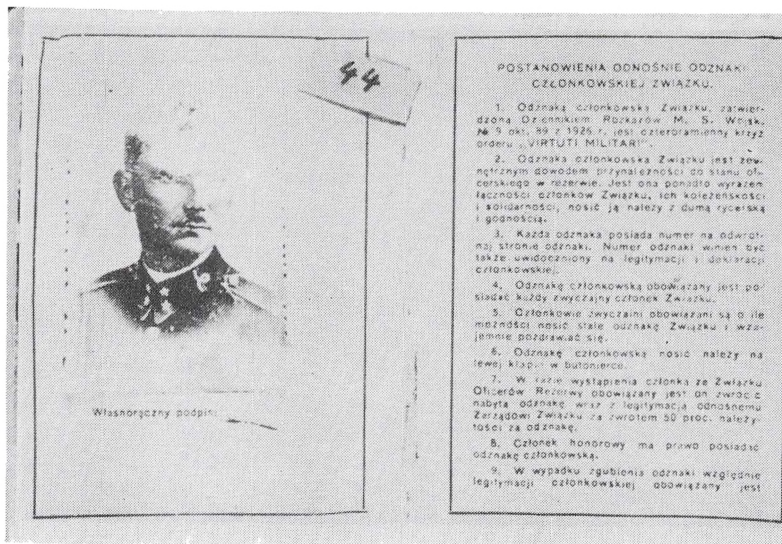 44
Własnoręczny podpis:
POSTANOWIENIA ODNOŚNIE ODZNAKI
CZŁONKOWSKIEJ ZWIĄZKU.
1. Odznaką członkowską Związku, zatwier-
dzoną Dziennikiem Rozkazów M. S. Wojsk.
№ 9 okt. 89 z 1926 r. jest czteroramienny krzyż
orderu „VIRTUTI MILITARI".
2. Odznaka członkowska Związku jest zew-
nętrznym dowodem przynależności do stanu ofi-
cerskiego w rezerwie. Jest ona ponadto wyrazem
łączności członków Związku, ich koleżeńskości
i solidarności, nosić ją należy z dumą rycerską
i godnością.
3. Każda odznaka posiada numer na odwrot-
nej stronie odznaki. Numer odznaki winien być
także uwidoczniony na legitymacji i deklaracji
członkowskiej.
4. Odznakę członkowską obowiązany jest po-
siadać każdy zwyczajny członek Związku.
5. Członkowie zwyczajni obowiązani są o ile
możności nosić stale odznakę Związku i wza-
jemnie pozdrawiać się.
6. Odznakę członkowską nosić należy na
lewej klapie w butonierce.
7. W razie wystąpienia członka ze Związku
Oficerów Rezerwy obowiązany jest on zwrócić
nabytą odznakę wraz z legitymacją odnośnemu
Zarządowi Związku za zwrotem 50 proc. należy-
tości za odznakę.
8. Członek honorowy ma prawo posiadać
odznakę członkowską.
9. W wypadku zgubienia odznaki względnie
legitymacji członkowskiej obowiązany jest